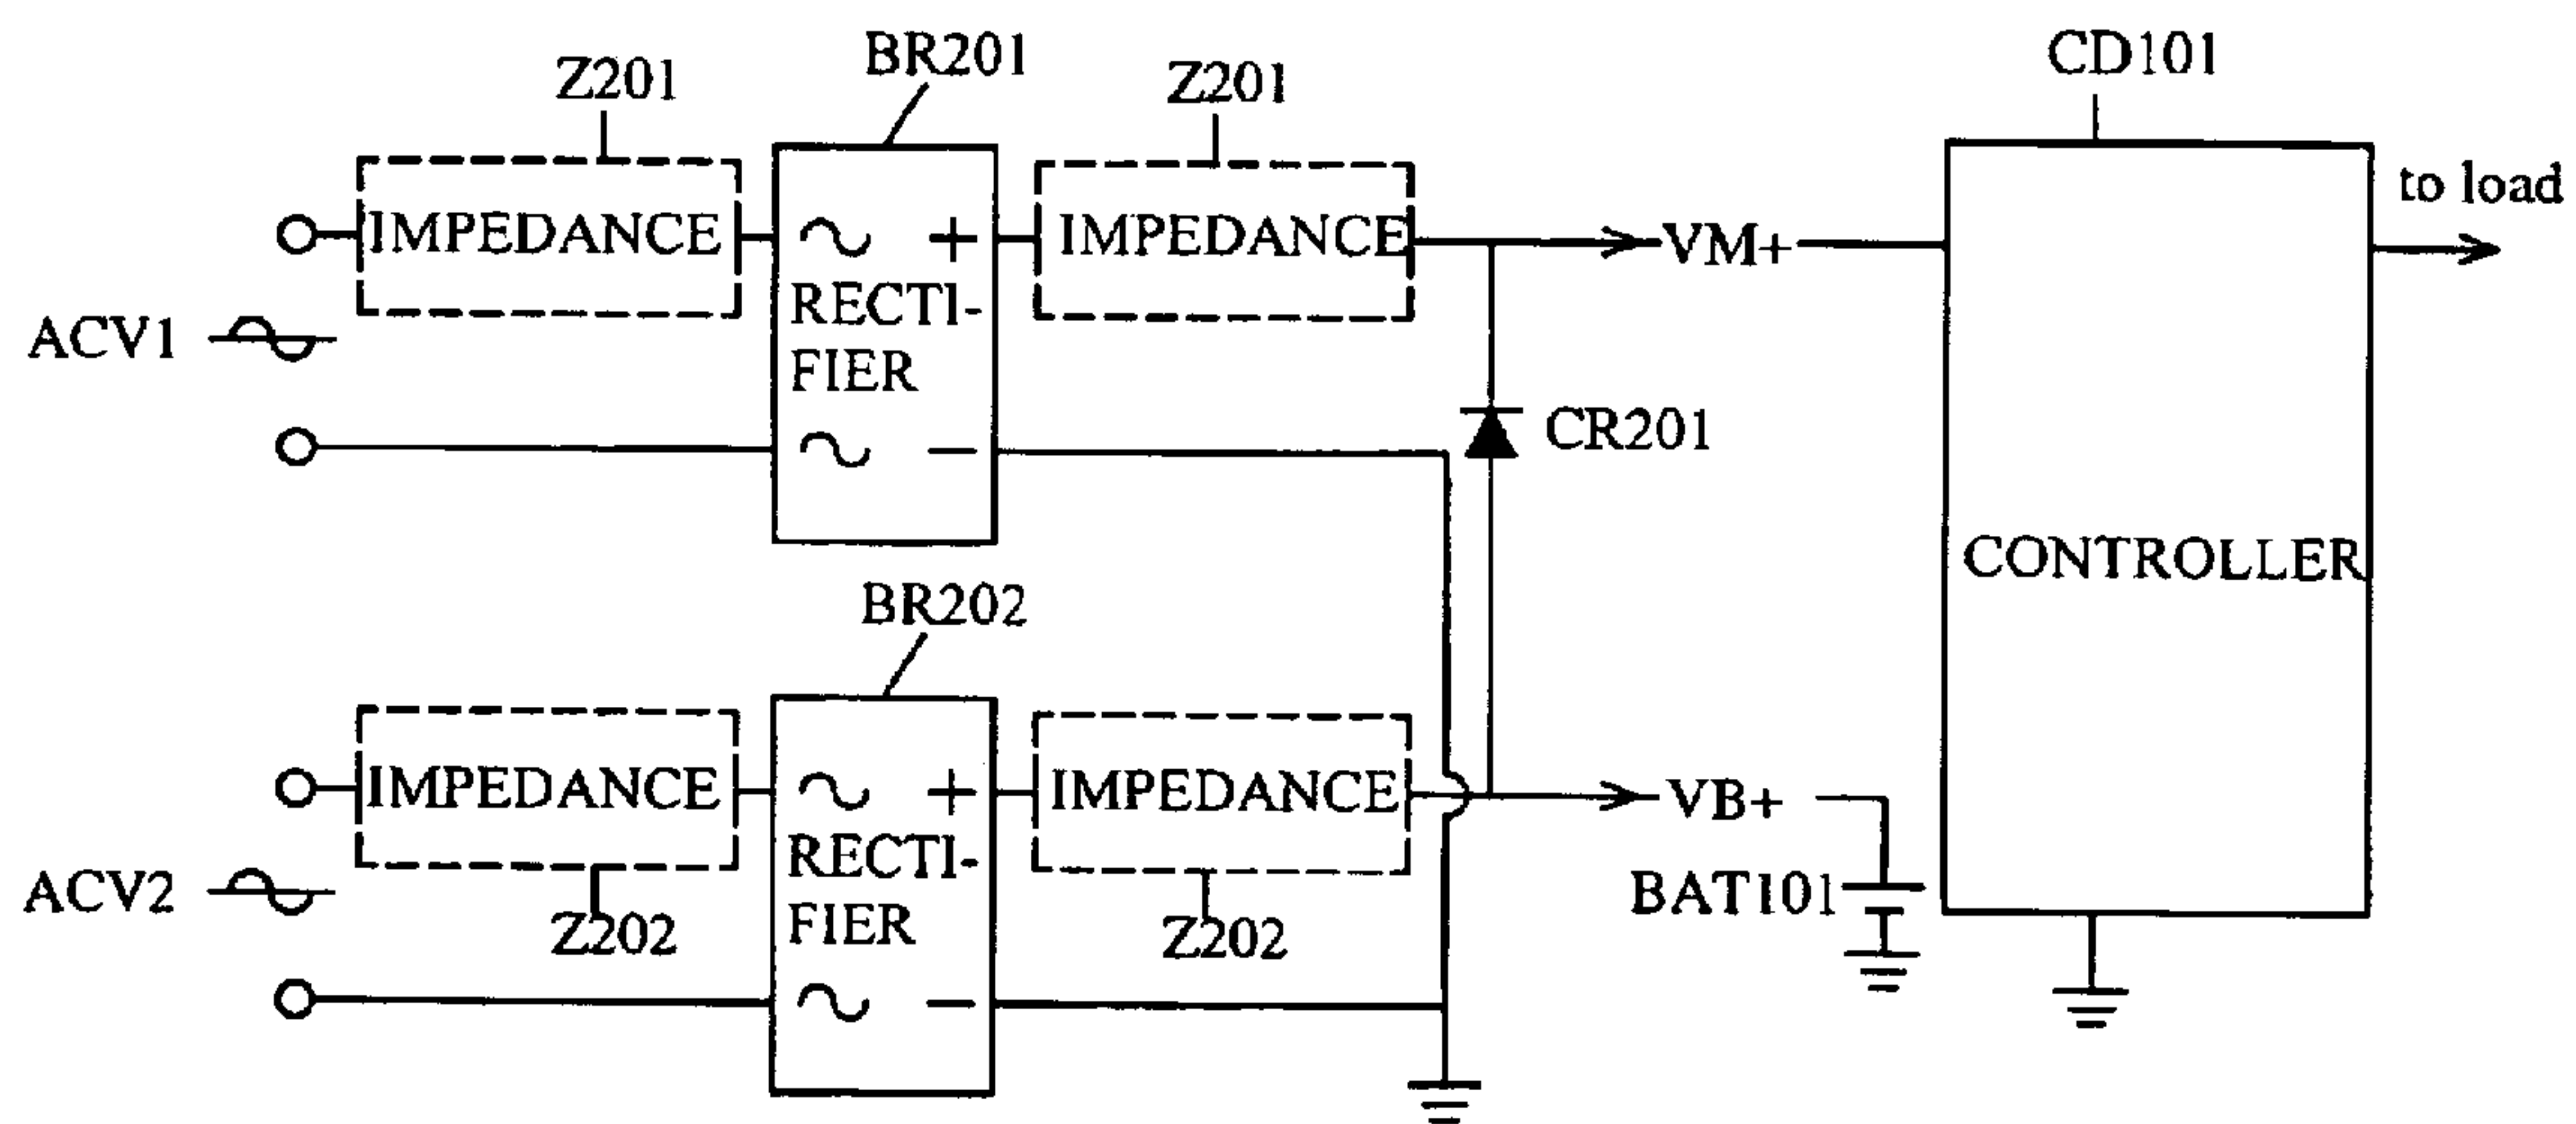 BR201
Z201
Z201
CD101
IMPEDANCE
+
IMPEDANCE
VM+
to load
RECTI-
FIER
ACV1
−
CR201
CONTROLLER
BR202
IMPEDANCE
+
IMPEDANCE
VB+
RECTI-
FIER
ACV2
−
BAT101
Z202
Z202